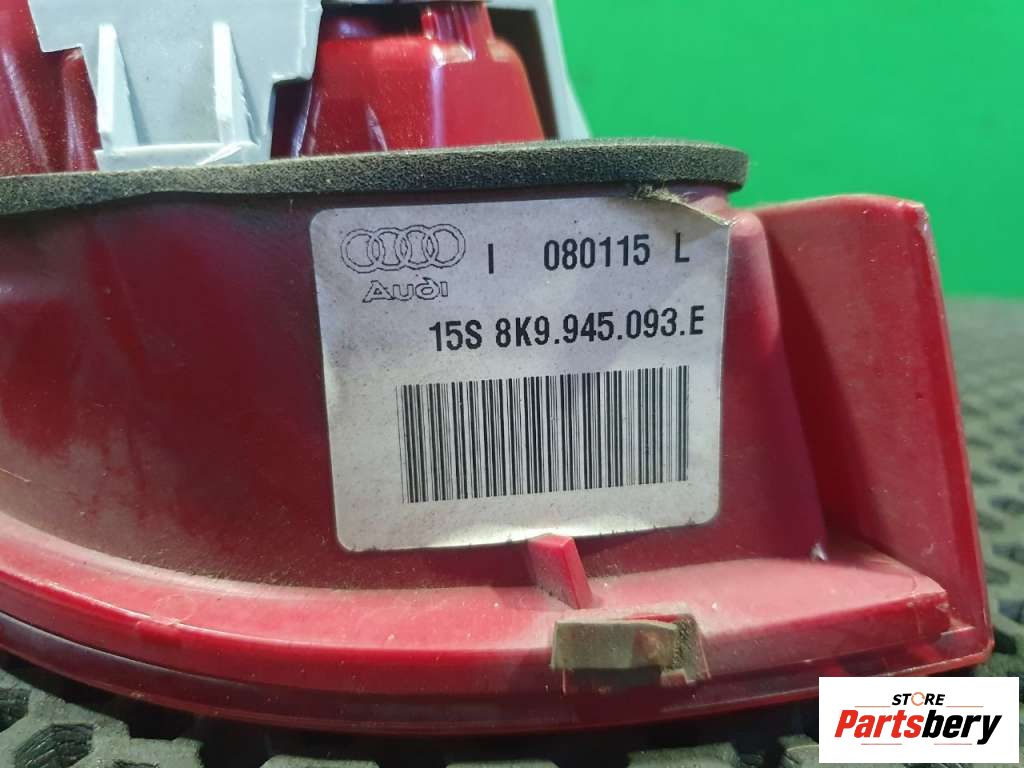 I 080115 L
Audi
15S 8K9.945.093.E
STORE
Partsbery